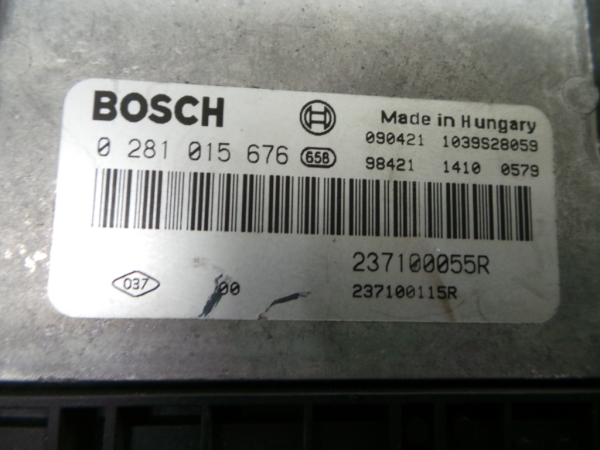 BOSCH
Made in Hungary
0 281 015 676 658
090421 1039S28059
98421 1410 0579
237100055R
037 00
237100115R